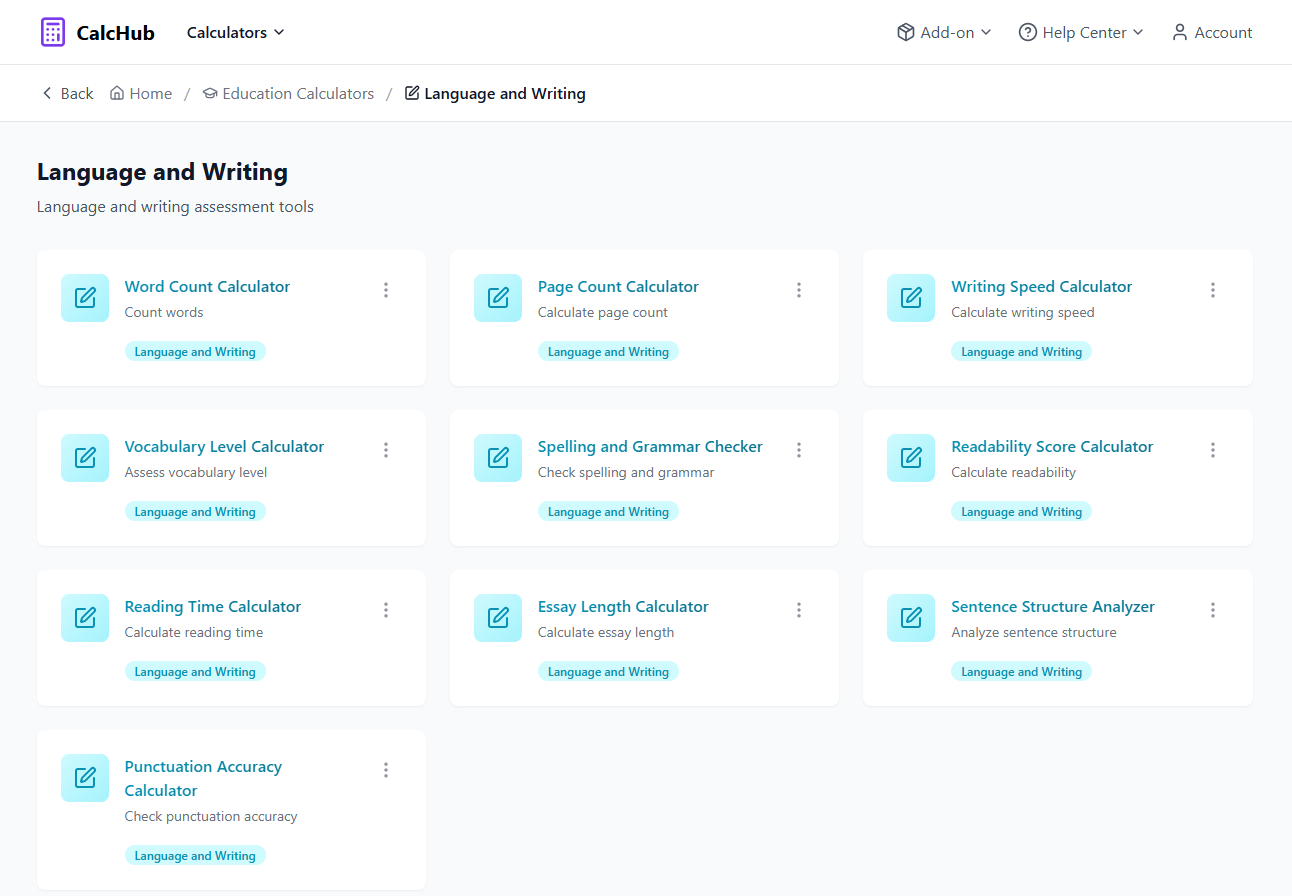 CalcHub
Calculators
Add-on
Help Center
Account
Back
Home / Education Calculators / Language and Writing
Language and Writing
Language and writing assessment tools
Word Count Calculator
Count words
Language and Writing
Page Count Calculator
Calculate page count
Language and Writing
Writing Speed Calculator
Calculate writing speed
Language and Writing
Vocabulary Level Calculator
Assess vocabulary level
Language and Writing
Spelling and Grammar Checker
Check spelling and grammar
Language and Writing
Readability Score Calculator
Calculate readability
Language and Writing
Reading Time Calculator
Calculate reading time
Language and Writing
Essay Length Calculator
Calculate essay length
Language and Writing
Sentence Structure Analyzer
Analyze sentence structure
Language and Writing
Punctuation Accuracy
Calculator
Check punctuation accuracy
Language and Writing